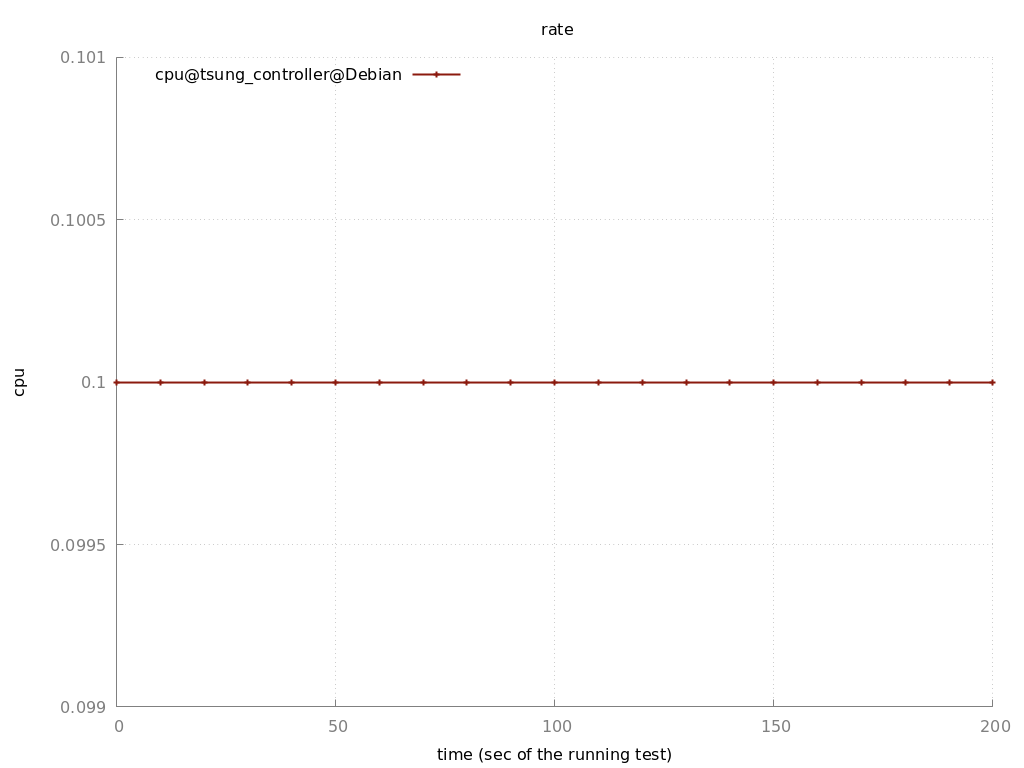 rate
0.101
cpu@tsung_controller@Debian
0.1005
cpu
0.1
0.0995
0.099
0 50 100 150 200
time (sec of the running test)